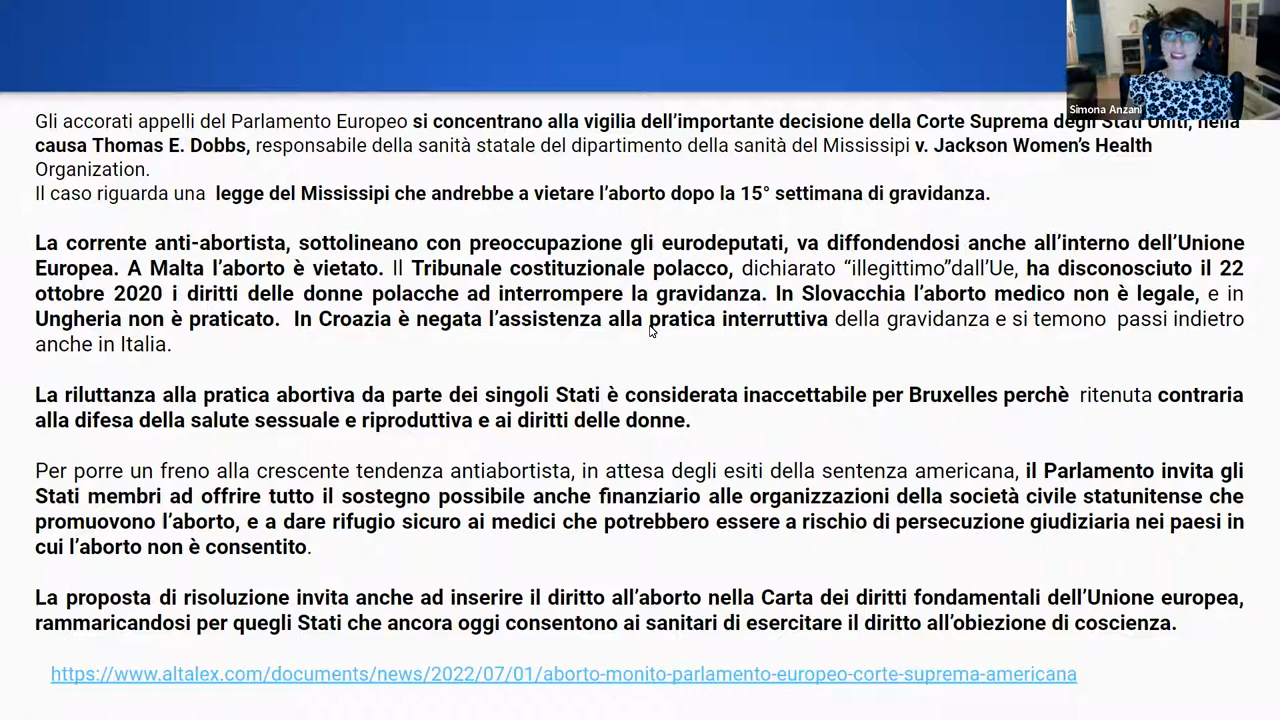 Simona Anzani
Gli accorati appelli del Parlamento Europeo si concentrano alla vigilia dell'importante decisione della Corte Suprema degli Stati Uniti, nella
causa Thomas E. Dobbs, responsabile della sanità statale del dipartimento della sanità del Mississipi v. Jackson Women's Health
Organization.
Il caso riguarda una legge del Mississipi che andrebbe a vietare l'aborto dopo la 15° settimana di gravidanza.
La corrente anti-abortista, sottolineano con preoccupazione gli eurodeputati, va diffondendosi anche all'interno dell'Unione
Europea. A Malta l'aborto è vietato. Il Tribunale costituzionale polacco, dichiarato “illegittimo”dall'Ue, ha disconosciuto il 22
ottobre 2020 i diritti delle donne polacche ad interrompere la gravidanza. In Slovacchia l'aborto medico non è legale, e in
Ungheria non è praticato. In Croazia è negata l'assistenza alla pratica interruttiva della gravidanza e si temono passi indietro
anche in Italia.
La riluttanza alla pratica abortiva da parte dei singoli Stati è considerata inaccettabile per Bruxelles perchè ritenuta contraria
alla difesa della salute sessuale e riproduttiva e ai diritti delle donne.
Per porre un freno alla crescente tendenza antiabortista, in attesa degli esiti della sentenza americana, il Parlamento invita gli
Stati membri ad offrire tutto il sostegno possibile anche finanziario alle organizzazioni della società civile statunitense che
promuovono l'aborto, e a dare rifugio sicuro ai medici che potrebbero essere a rischio di persecuzione giudiziaria nei paesi in
cui l'aborto non è consentito.
La proposta di risoluzione invita anche ad inserire il diritto all'aborto nella Carta dei diritti fondamentali dell'Unione europea,
rammaricandosi per quegli Stati che ancora oggi consentono ai sanitari di esercitare il diritto all'obiezione di coscienza.
https://www.altalex.com/documents/news/2022/07/01/aborto-monito-parlamento-europeo-corte-suprema-americana